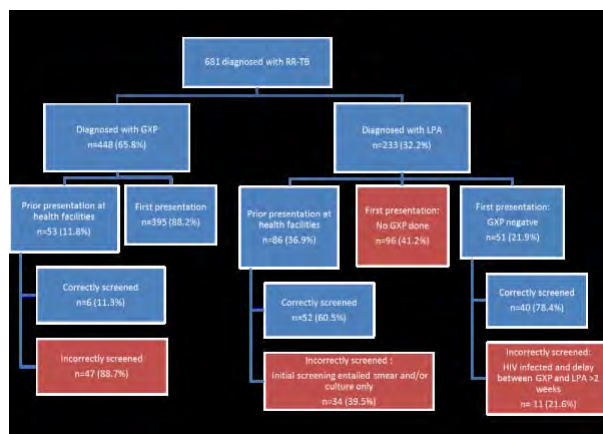 681 diagnosed with RR-TB
Diagnosed with GXP
n=448 (65.8%)
Diagnosed with LPA
n=233 (32.2%)
Prior presentation at
health facilities
n=53 (11.8%)
First presentation
n=395 (88.2%)
Prior presentation at
health facilities
n=86 (36.9%)
First presentation:
No GXP done
n=96 (41.2%)
First presentation:
GXP negatve
n=51 (21.9%)
Correctly screened
n=6 (11.3%)
Correctly screened
n=52 (60.5%)
Correctly screened
n=40 (78.4%)
Incorrectly screened
n=47 (88.7%)
Incorrectly screened :
Initial screening entailed smear and/or
culture only
n=34 (39.5%)
Incorrectly screened:
HIV infected and delay
between GXP and LPA >2
weeks
n= 11 (21.6%)